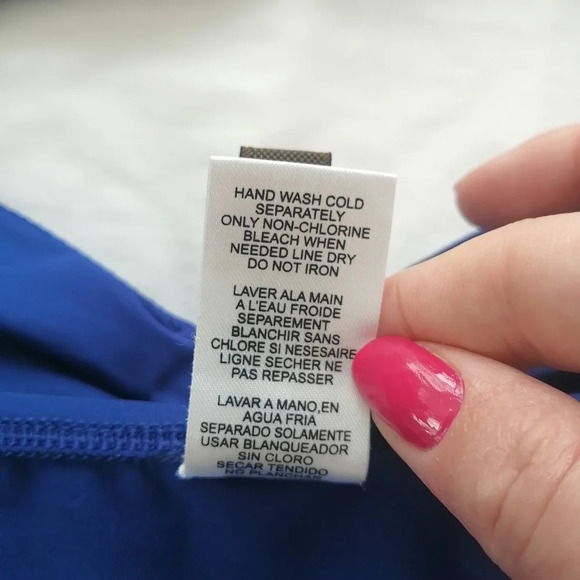 HAND WASH COLD
SEPARATELY
ONLY NON-CHLORINE
BLEACH WHEN
NEEDED LINE DRY
DO NOT IRON
LAVER ALA MAIN
A L'EAU FROIDE
SEPAREMENT
BLANCHIR SANS
CHLORE SI NESESAIRE
LIGNE SECHER NE
PAS REPASSER
LAVAR A MANO,EN
AGUA FRIA
SEPARADO SOLAMENTE
USAR BLANQUEADOR
SIN CLORO
SECAR TENDIDO
NO PLANCHAR